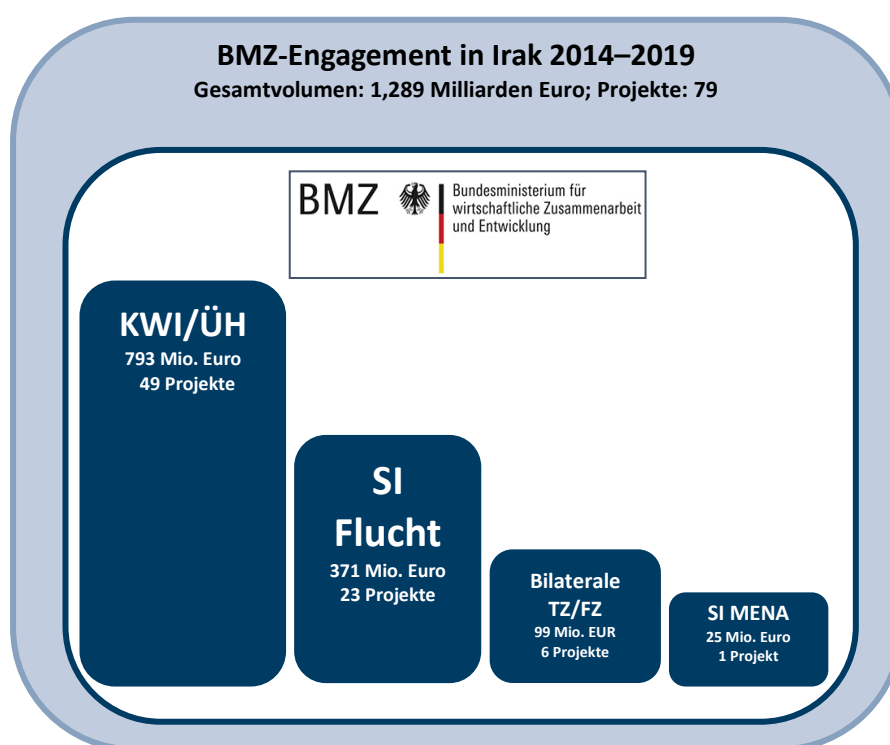 BMZ-Engagement in Irak 2014–2019
Gesamtvolumen: 1,289 Milliarden Euro; Projekte: 79
BMZ
Bundesministerium für
wirtschaftliche Zusammenarbeit
und Entwicklung
KWI/ÜH
793 Mio. Euro
49 Projekte
SI
Flucht
371 Mio. Euro
23 Projekte
Bilaterale
TZ/FZ
99 Mio. EUR
6 Projekte
SI MENA
25 Mio. Euro
1 Projekt